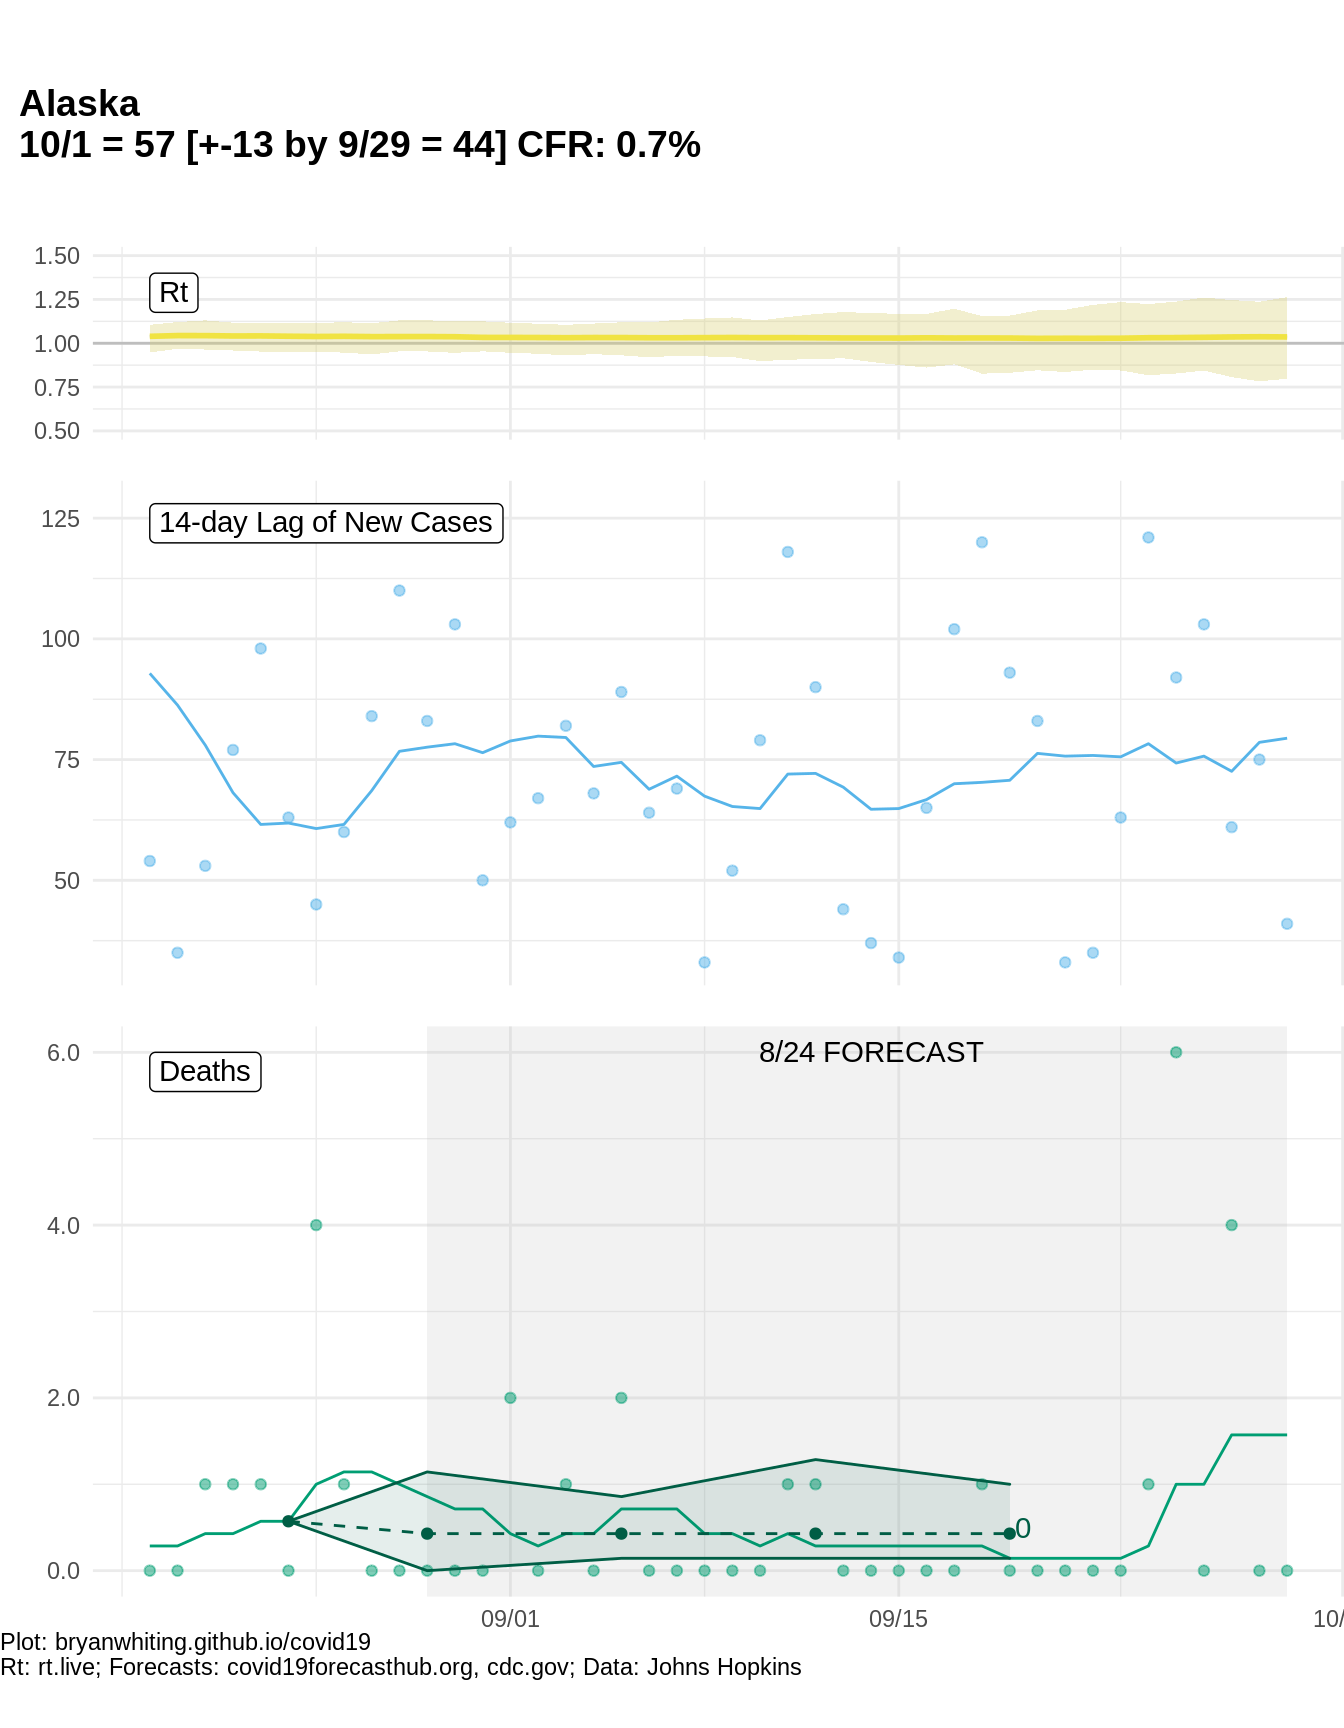 Alaska
10/1 = 57 [+-13 by 9/29 = 44] CFR: 0.7%
1.50
Rt
1.25
1.00
0.75
0.50
14-day Lag of New Cases
125
100
75
50
8/24 FORECAST
6.0
Deaths
4.0
2.0
0
0.0
09/01
09/15
10/
Plot: bryanwhiting.github.io/covid19
Rt: rt.live; Forecasts: covid19forecasthub.org, cdc.gov; Data: Johns Hopkins